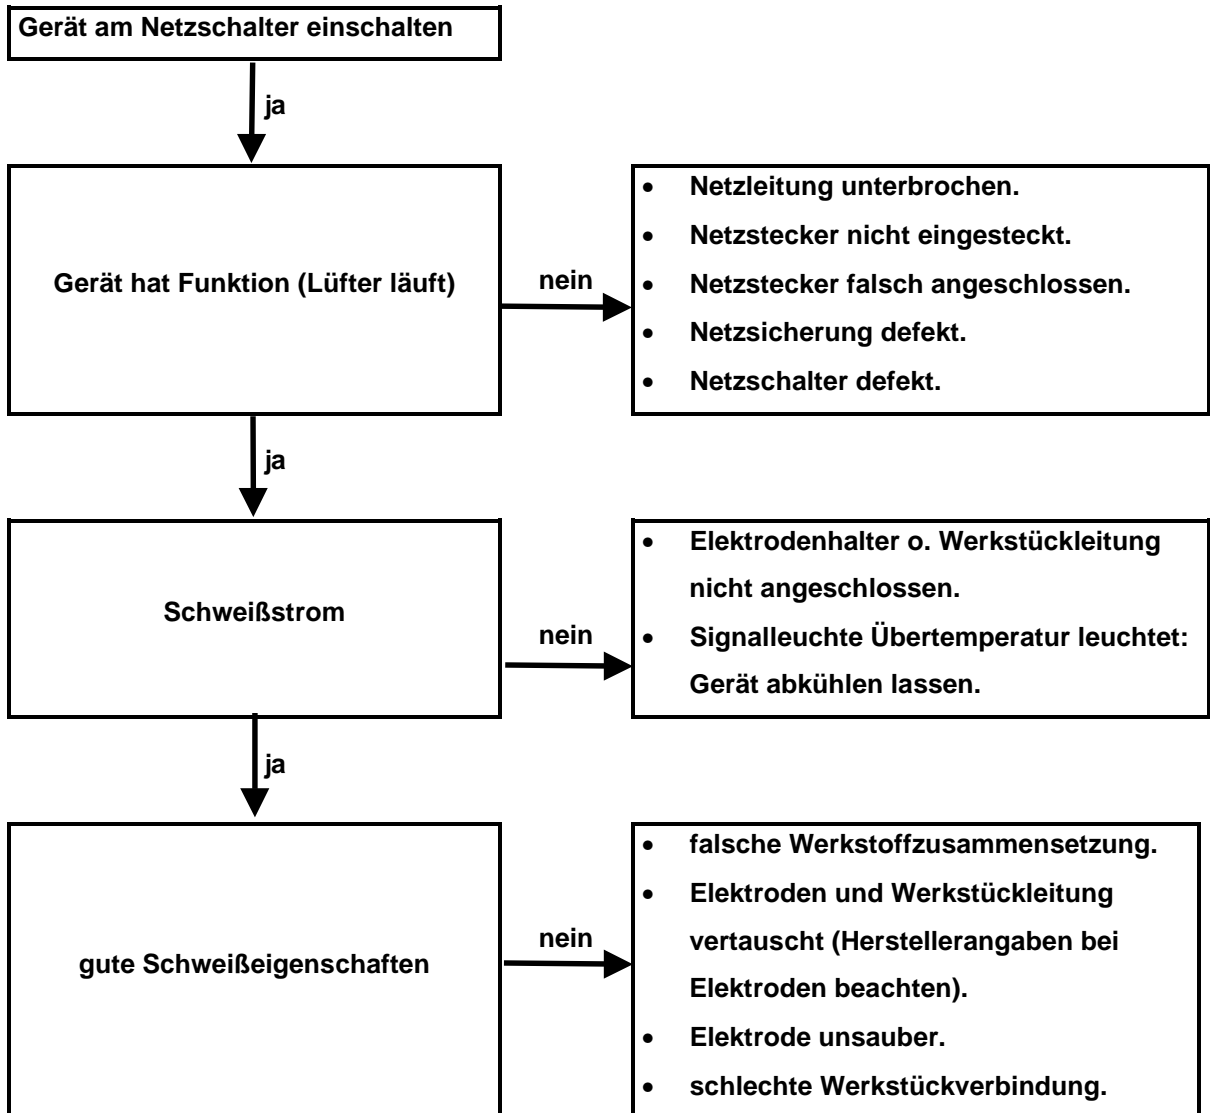 Gerät am Netzschalter einschalten
ja
Gerät hat Funktion (Lüfter läuft)
nein
• Netzleitung unterbrochen.
• Netzstecker nicht eingesteckt.
• Netzstecker falsch angeschlossen.
• Netzsicherung defekt.
• Netzschalter defekt.
ja
Schweißstrom
nein
• Elektrodenhalter o. Werkstückleitung
nicht angeschlossen.
• Signalleuchte Übertemperatur leuchtet:
Gerät abkühlen lassen.
ja
gute Schweißeigenschaften
nein
• falsche Werkstoffzusammensetzung.
• Elektroden und Werkstückleitung
vertauscht (Herstellerangaben bei
Elektroden beachten).
• Elektrode unsauber.
• schlechte Werkstückverbindung.